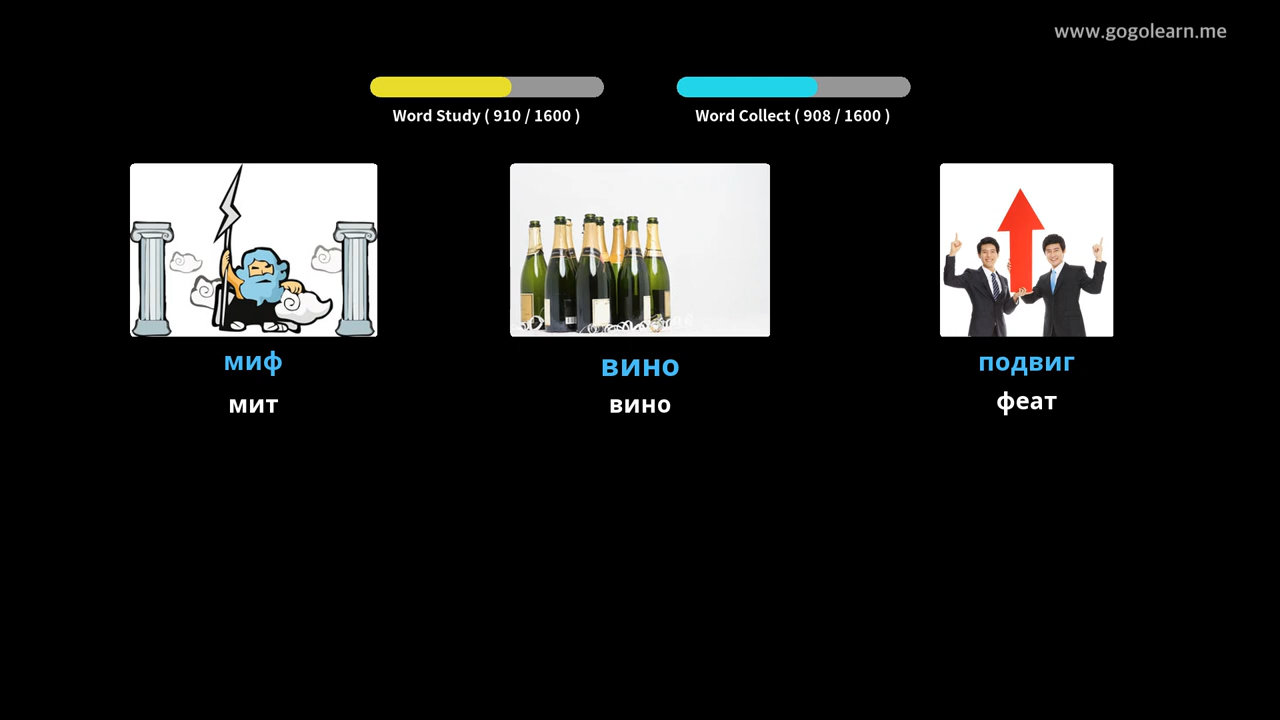 www.gogolearn.me
Word Study ( 910 / 1600 )
Word Collect ( 908 / 1600 )
миф
мит
вино
вино
подвиг
феат